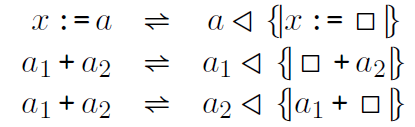 x := a ⇌ a ◁ {|x := □|}
a₁ + a₂ ⇌ a₁ ◁ {|□ + a₂|}
a₁ + a₂ ⇌ a₂ ◁ {|a₁ + □|}